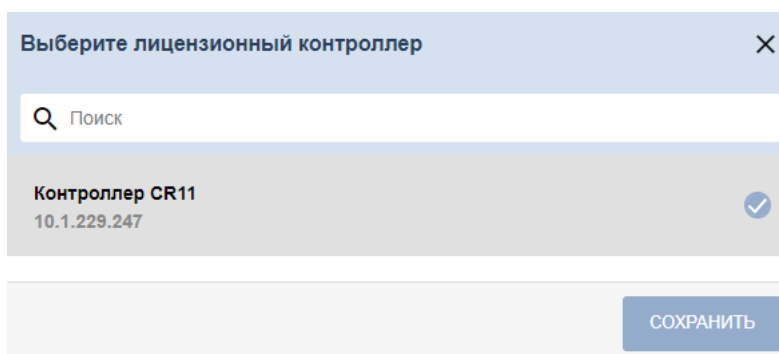 Выберите лицензионный контроллер
Поиск
Контроллер CR11
10.1.229.247
СОХРАНИТЬ